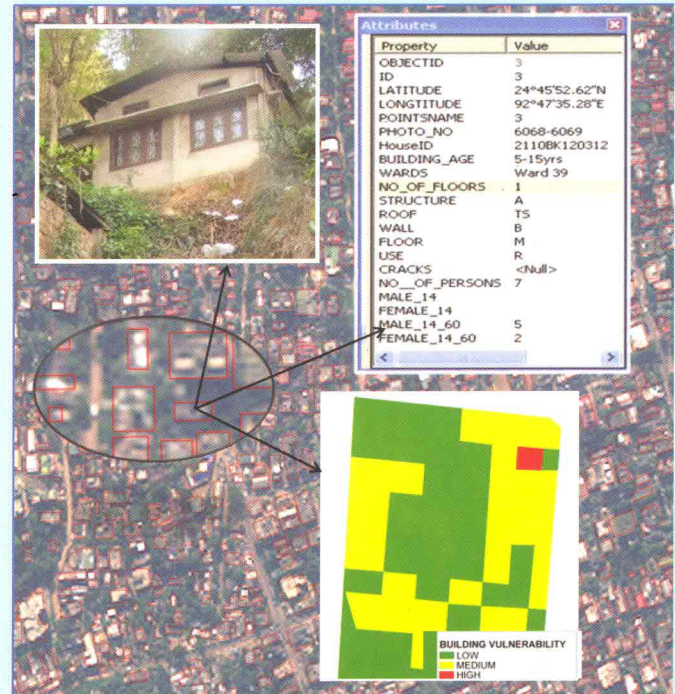 Attributes
Property Value
OBJECTID 3
ID 3
LATITUDE 24°45'52.62"N
LONGTITUDE 92°47'35.28"E
POINTSNAME 3
PHOTO_NO 6068-6069
HouseID 2110BK120312
BUILDING_AGE 5-15yrs
WARDS Ward 39
NO_OF_FLOORS 1
STRUCTURE A
ROOF TS
WALL B
FLOOR M
USE R
CRACKS <Null>
NO__OF_PERSONS 7
MALE_14
FEMALE_14
MALE_14_60 5
FEMALE_14_60 2
BUILDING VULNERABILITY
LOW
MEDIUM
HIGH